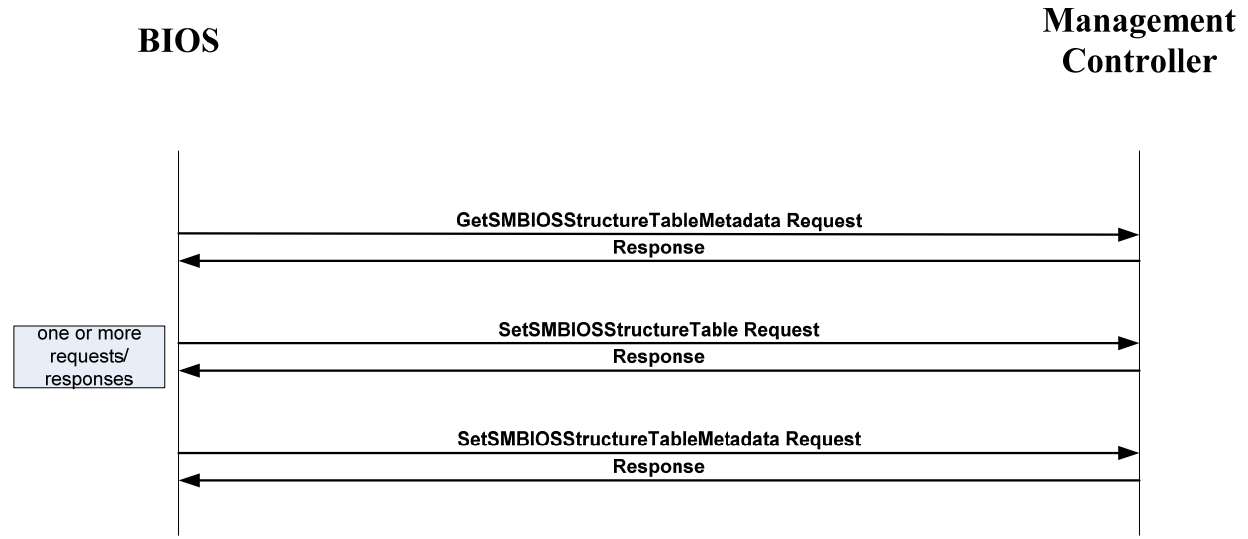 BIOS
Management
Controller
GetSMBIOSStructureTableMetadata Request
Response
one or more
requests/
responses
SetSMBIOSStructureTable Request
Response
SetSMBIOSStructureTableMetadata Request
Response